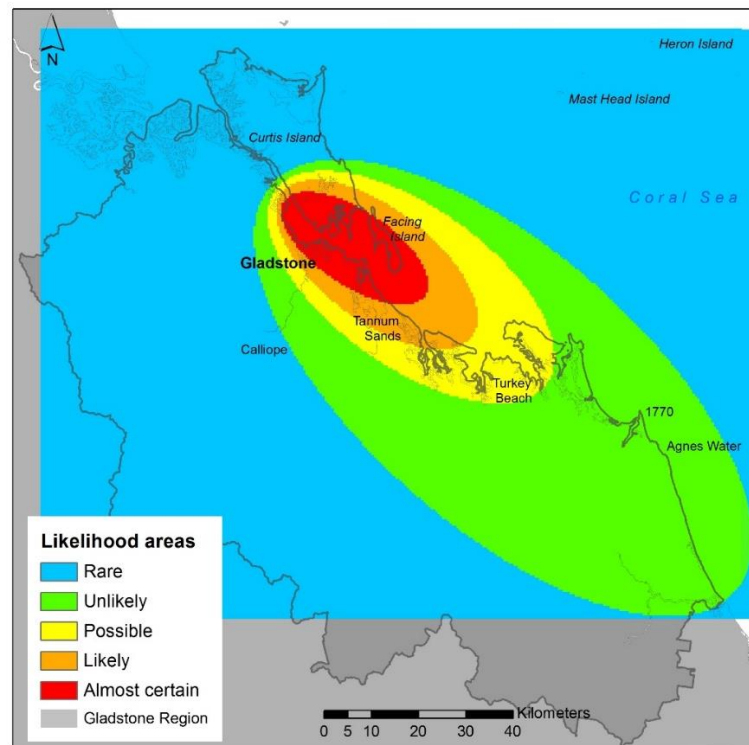 N
Heron Island
Mast Head Island
Curtis Island
Coral Sea
Facing
Island
Gladstone
Tannum
Sands
Calliope
Turkey
Beach
1770
Agnes Water
Likelihood areas
Rare
Unlikely
Possible
Likely
Almost certain
Gladstone Region
Kilometers
0 5 10 20 30 40